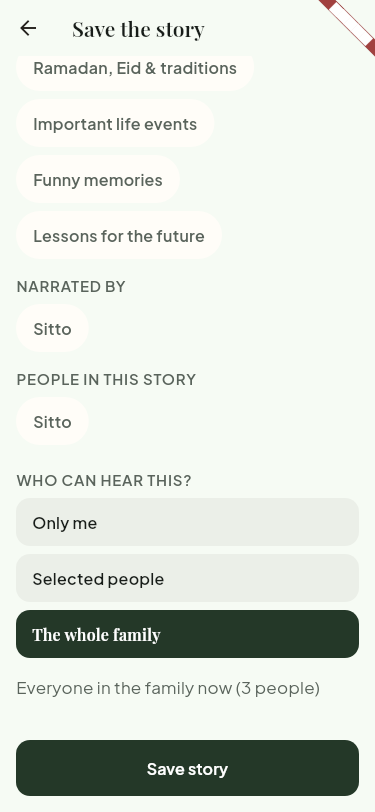 Save the story
Ramadan, Eid & traditions
Important life events
Funny memories
Lessons for the future
NARRATED BY
Sitto
PEOPLE IN THIS STORY
Sitto
WHO CAN HEAR THIS?
Only me
Selected people
The whole family
Everyone in the family now (3 people)
Save story